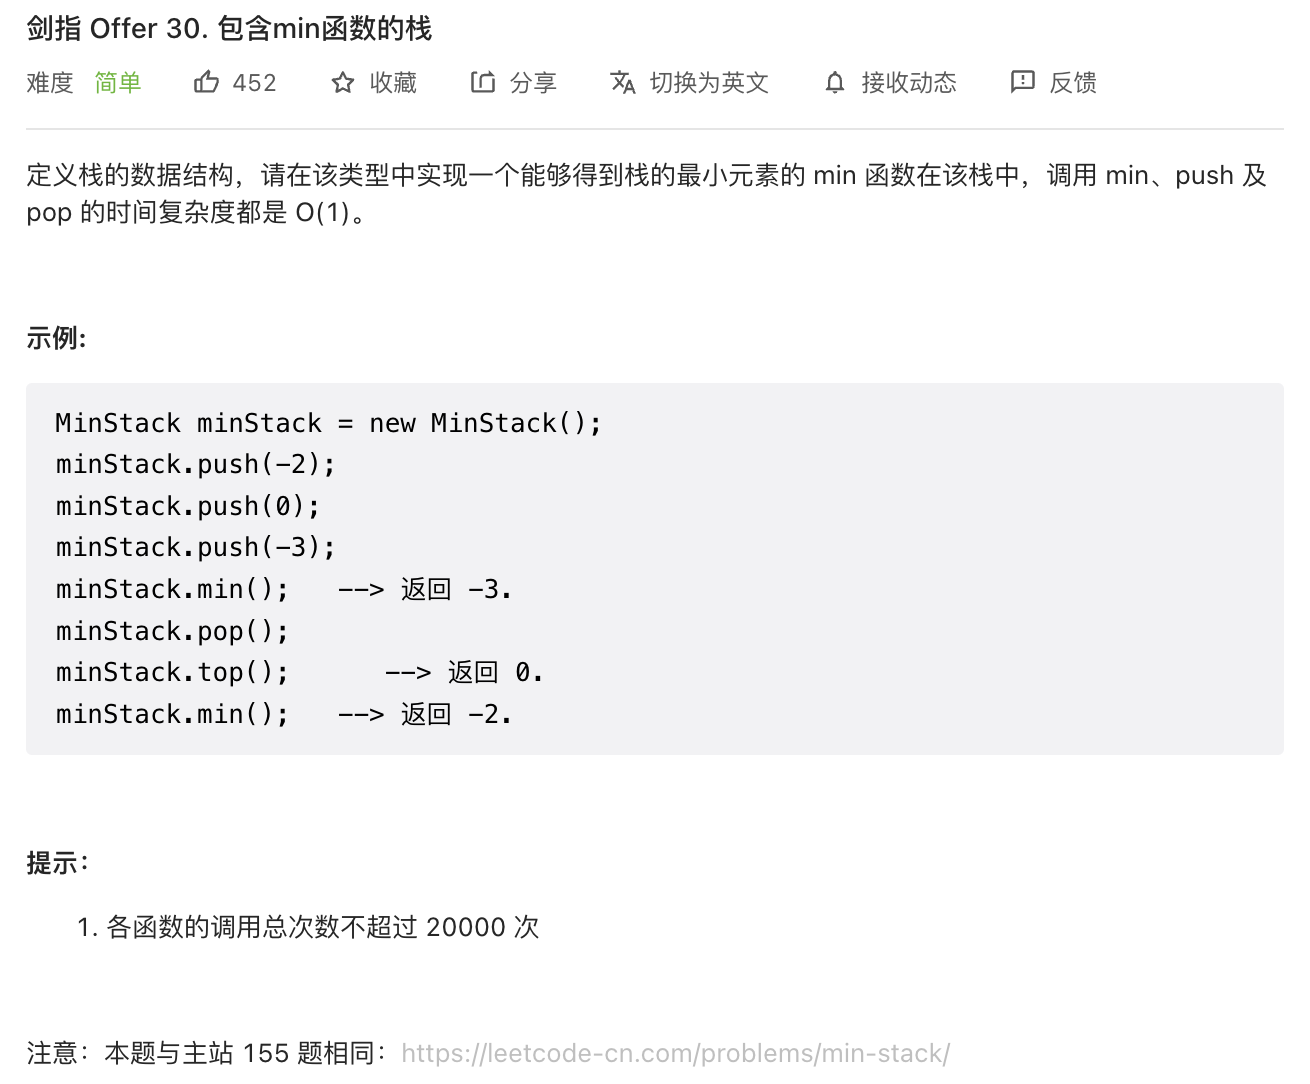 剑指 Offer 30. 包含min函数的栈
难度 简单 452 收藏 分享 切换为英文 接收动态 反馈
定义栈的数据结构，请在该类型中实现一个能够得到栈的最小元素的 min 函数在该栈中，调用 min、push 及
pop 的时间复杂度都是 O(1)。
示例:
MinStack minStack = new MinStack();
minStack.push(-2);
minStack.push(0);
minStack.push(-3);
minStack.min();   --> 返回 -3.
minStack.pop();
minStack.top();      --> 返回 0.
minStack.min();   --> 返回 -2.
提示：
1. 各函数的调用总次数不超过 20000 次
注意：本题与主站 155 题相同：https://leetcode-cn.com/problems/min-stack/